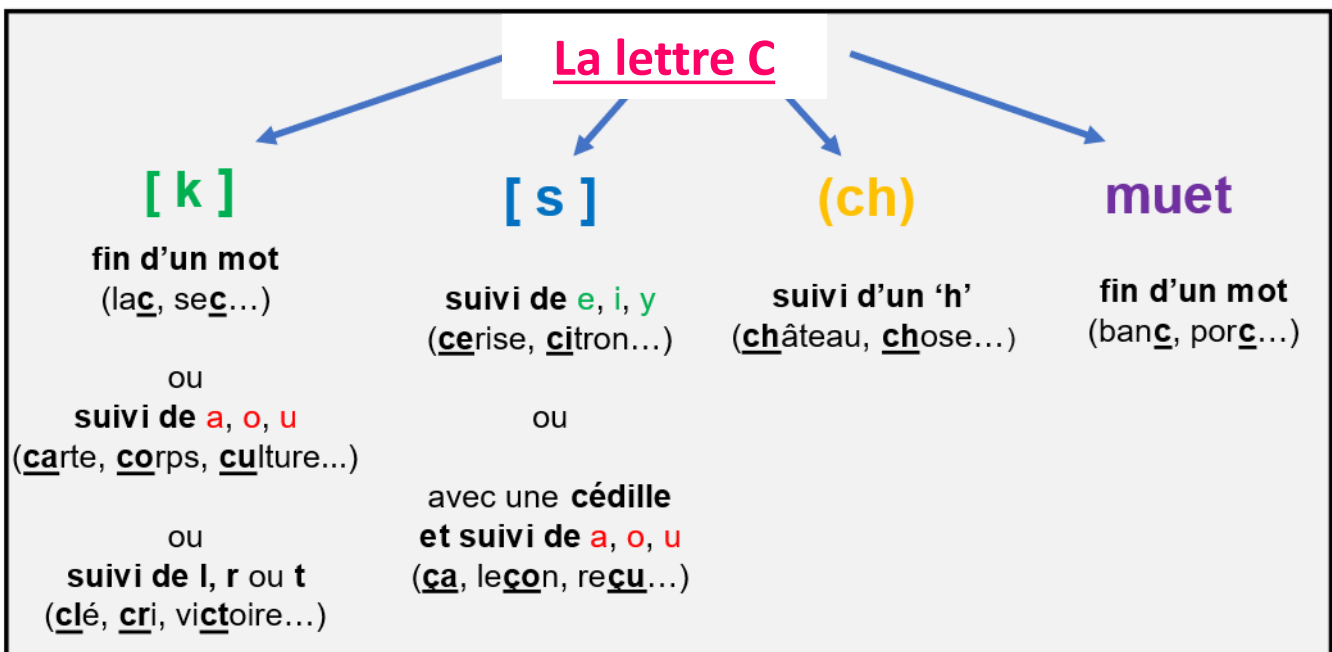 La lettre C
[ k ]
fin d’un mot
(lac, sec…)
ou
suivi de a, o, u
(carte, corps, culture...)
ou
suivi de l, r ou t
(clé, cri, victoire…)
[ s ]
suivi de e, i, y
(cerise, citron…)
ou
avec une cédille
et suivi de a, o, u
(ça, leçon, reçu…)
(ch)
suivi d’un ‘h’
(château, chose…)
muet
fin d’un mot
(banc, porc…)